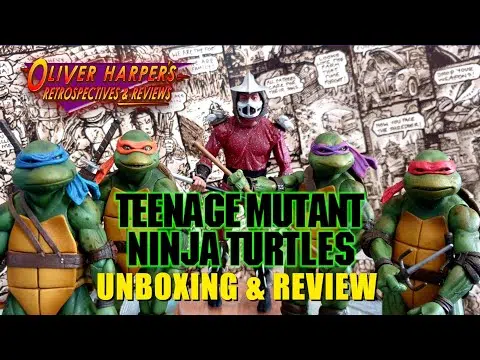 OLIVER HARPER'S
RETROSPECTIVES & REVIEWS
TEENAGE MUTANT
NINJA TURTLES
UNBOXING & REVIEW